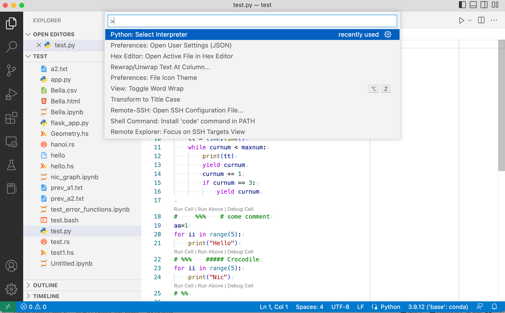 test.py — test
EXPLORER
OPEN EDITORS
test.py
TEST
a2.txt
app.py
Bella.csv
Bella.html
Bella.ipynb
flask_app.py
Geometry.hs
hanoi.rs
hello
hello.hs
nic_graph.ipynb
prev_a1.txt
prev_a2.txt
test_error_functions.ipynb
test.bash
test.py
test.rs
test1.hs
Untitled.ipynb
OUTLINE
TIMELINE
>
Python: Select Interpreter recently used
Preferences: Open User Settings (JSON)
Hex Editor: Open Active File in Hex Editor
Rewrap/Unwrap Text At Column...
Preferences: File Icon Theme
View: Toggle Word Wrap ⌥ Z
Transform to Title Case
Remote-SSH: Open SSH Configuration File...
Shell Command: Install 'code' command in PATH
Remote Explorer: Focus on SSH Targets View
11 while curnum < maxnum:
12 print(tt)
13 yield curnum
14 curnum += 1
15 if curnum == 3:
16 yield curnum
17
Run Cell | Run Above | Debug Cell
18 # %%% # some comment
19 aa=1
20 for ii in range(5):
21 print("Hello")
Run Cell | Run Above | Debug Cell
22 # %%% ##### Crocodile
23 for ii in range(5):
24 print("Nic")
Run Cell | Run Above | Debug Cell
25 # %%
0 0 Ln 1, Col 1 Spaces: 4 UTF-8 LF Python 3.9.12 ('base': conda)